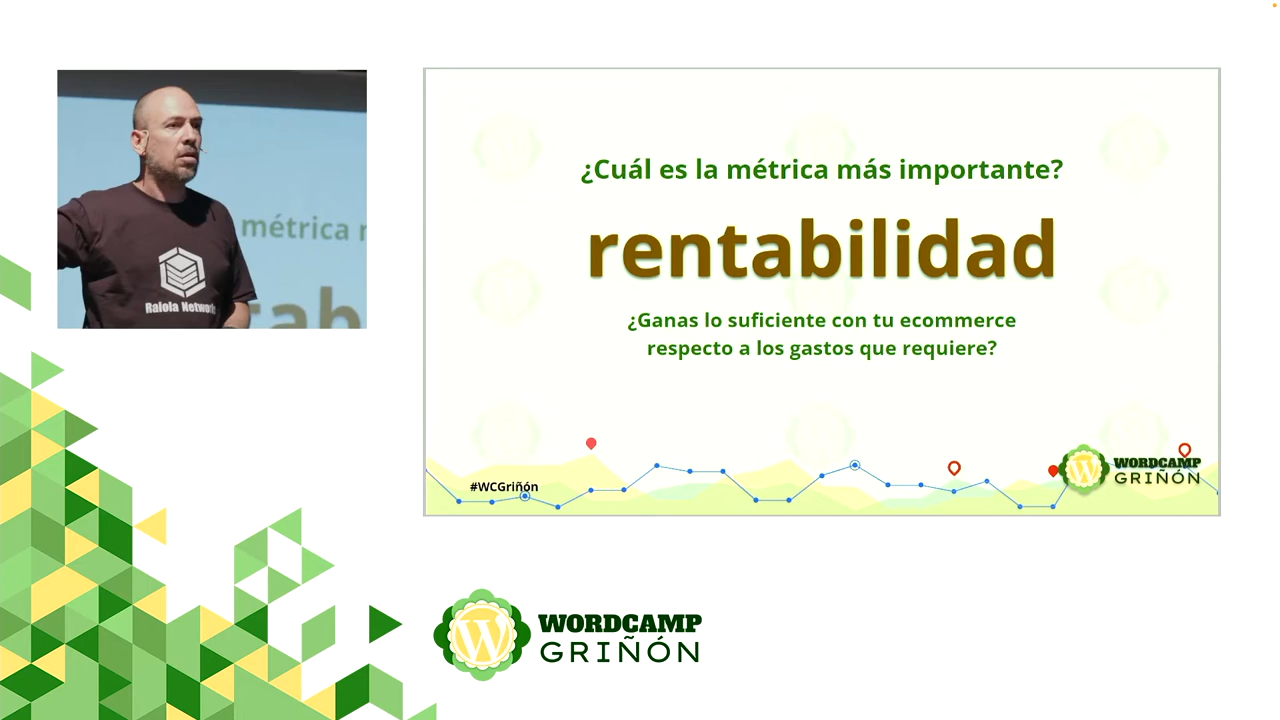 métrica
Raiola Networks
tab
¿Cuál es la métrica más importante?
rentabilidad
¿Ganas lo suficiente con tu ecommerce
respecto a los gastos que requiere?
#WCGriñón
WORDCAMP
GRIÑÓN
WORDCAMP
GRIÑÓN